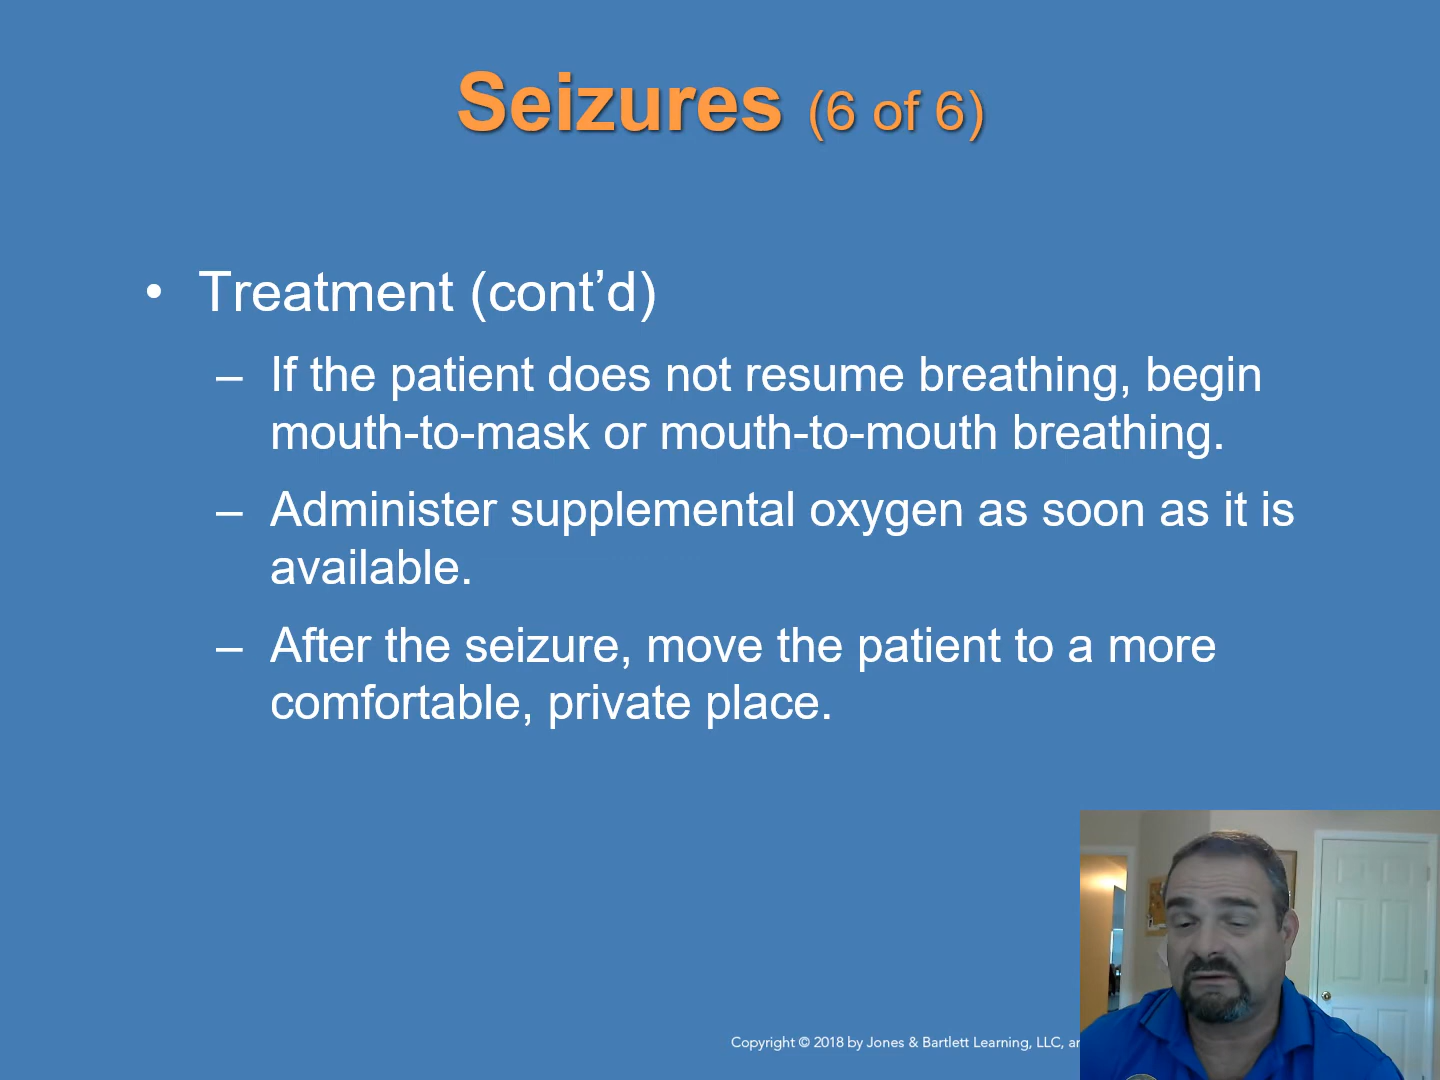 Seizures (6 of 6)
• Treatment (cont’d)
– If the patient does not resume breathing, begin
mouth-to-mask or mouth-to-mouth breathing.
– Administer supplemental oxygen as soon as it is
available.
– After the seizure, move the patient to a more
comfortable, private place.
Copyright © 2018 by Jones & Bartlett Learning, LLC,